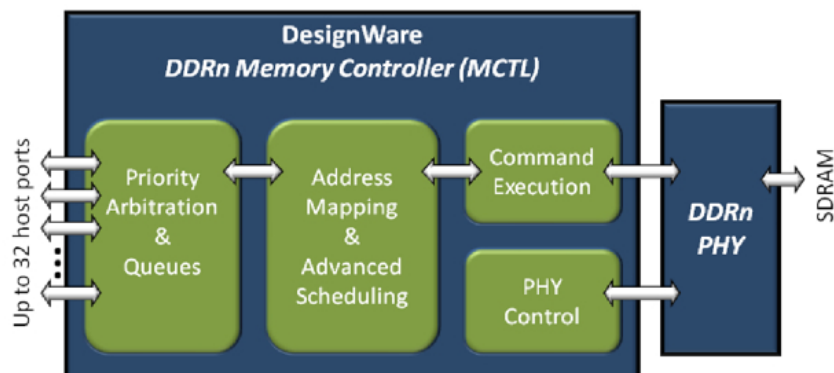 DesignWare
DDRn Memory Controller (MCTL)
Up to 32 host ports
Priority
Arbitration
&
Queues
Address
Mapping
&
Advanced
Scheduling
Command
Execution
PHY
Control
DDRn
PHY
SDRAM